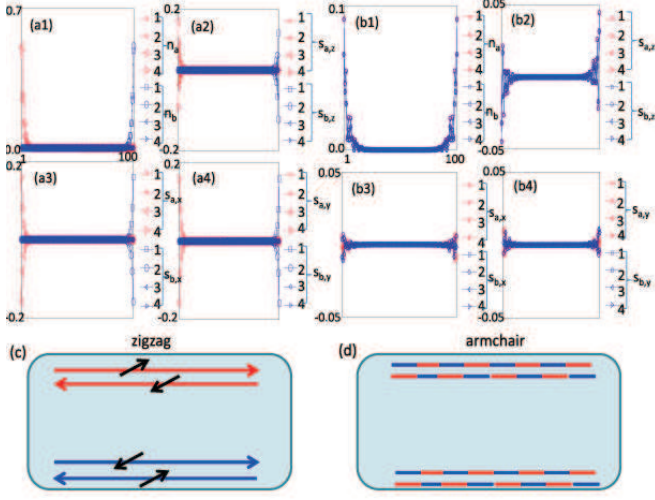 0.7
(a1)
0.0
1
100
1
2
3
4
1
2
3
4
n_a
n_b
0.2
(a2)
0.2
1
2
3
4
1
2
3
4
s_a,z
s_b,z
0.1
(b1)
0.0
1
100
1
2
3
4
1
2
3
4
n_a
n_b
0.05
(b2)
-0.05
1
2
3
4
1
2
3
4
s_a,z
s_b,z
0.2
(a3)
-0.2
1
2
3
4
1
2
3
4
s_a,x
s_b,x
(a4)
-0.2
1
2
3
4
1
2
3
4
s_a,y
s_b,y
0.05
(b3)
-0.05
1
2
3
4
1
2
3
4
s_a,x
s_b,x
0.05
(b4)
-0.05
1
2
3
4
1
2
3
4
s_a,y
s_b,y
(c)
zigzag
(d)
armchair